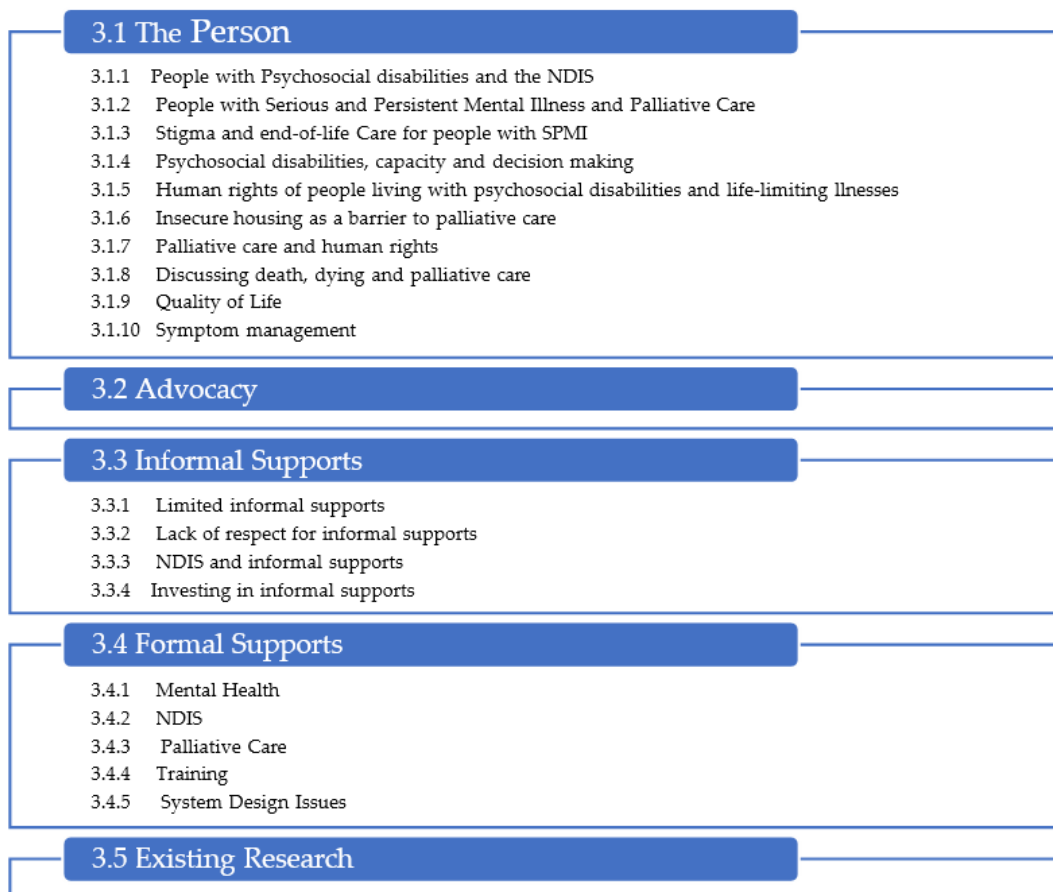 3.1 The Person
3.1.1 People with Psychosocial disabilities and the NDIS
3.1.2 People with Serious and Persistent Mental Illness and Palliative Care
3.1.3 Stigma and end-of-life Care for people with SPMI
3.1.4 Psychosocial disabilities, capacity and decision making
3.1.5 Human rights of people living with psychosocial disabilities and life-limiting llnesses
3.1.6 Insecure housing as a barrier to palliative care
3.1.7 Palliative care and human rights
3.1.8 Discussing death, dying and palliative care
3.1.9 Quality of Life
3.1.10 Symptom management
3.2 Advocacy
3.3 Informal Supports
3.3.1 Limited informal supports
3.3.2 Lack of respect for informal supports
3.3.3 NDIS and informal supports
3.3.4 Investing in informal supports
3.4 Formal Supports
3.4.1 Mental Health
3.4.2 NDIS
3.4.3 Palliative Care
3.4.4 Training
3.4.5 System Design Issues
3.5 Existing Research